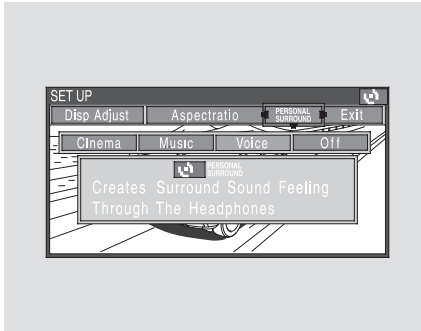 SET UP
Disp Adjust Aspectratio PERSONAL SURROUND Exit
CInema Music Voice Off
PERSONAL SURROUND
Creates Surround Sound Feeling
Through The Headphones